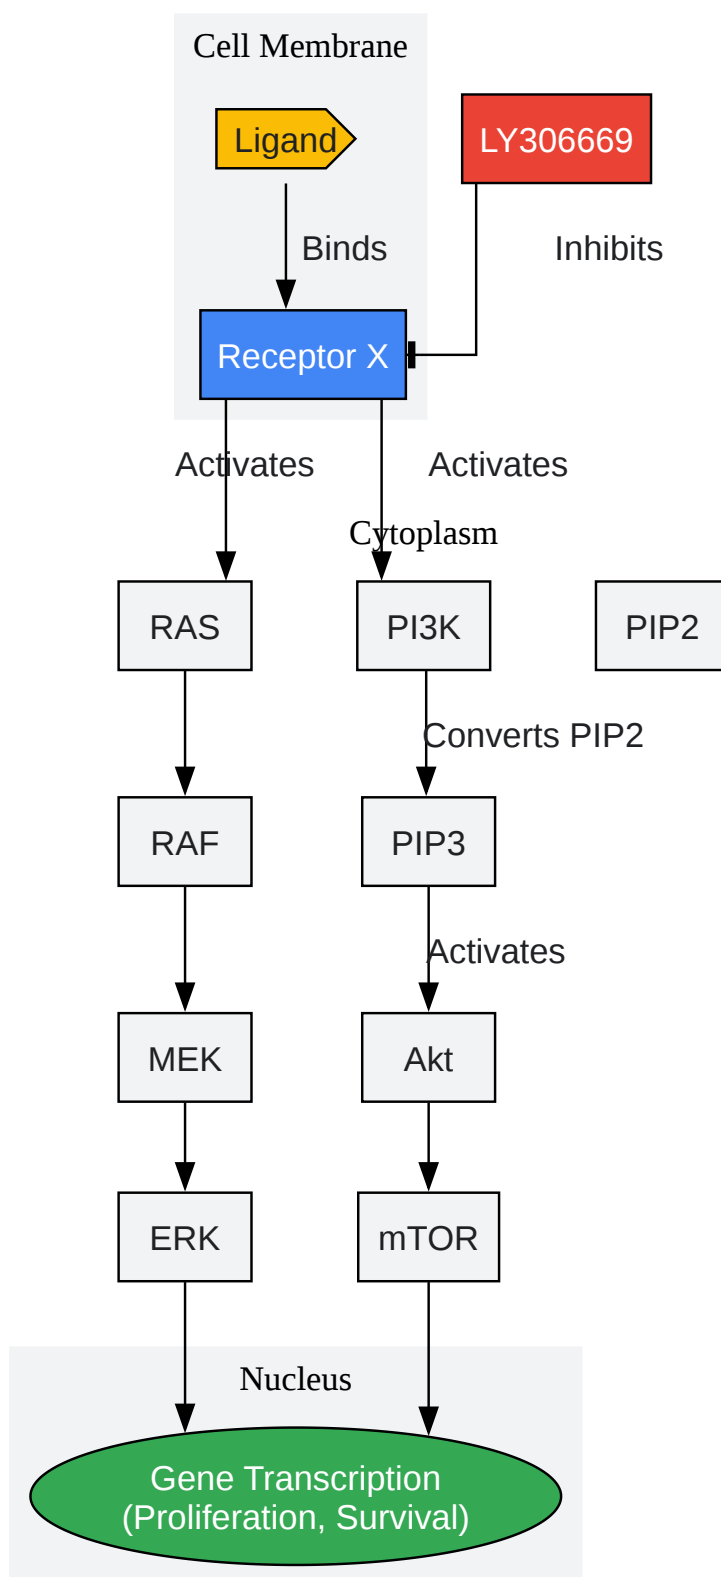 Cell Membrane
Ligand
LY306669
Binds
Inhibits
Receptor X
Activates
Activates
Cytoplasm
RAS
PI3K
PIP2
Converts PIP2
RAF
PIP3
Activates
MEK
Akt
ERK
mTOR
Nucleus
Gene Transcription
(Proliferation, Survival)